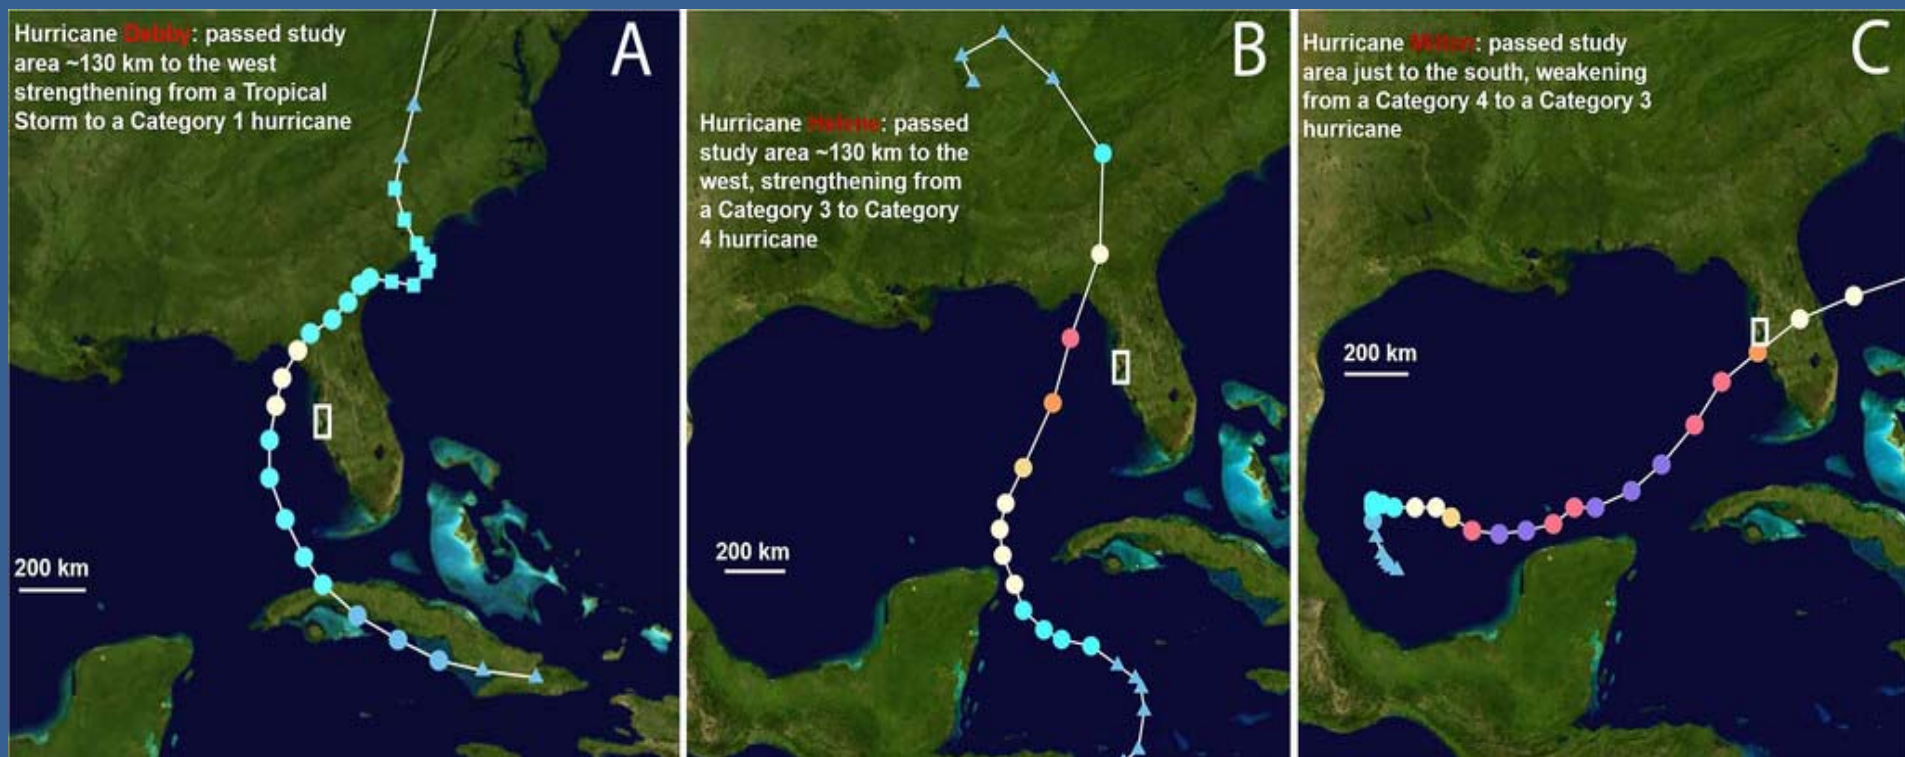 Hurricane Debby: passed study
area ~130 km to the west
strengthening from a Tropical
Storm to a Category 1 hurricane
A
200 km
Hurricane Helene: passed
study area ~130 km to the
west, strengthening from
a Category 3 to Category
4 hurricane
B
200 km
Hurricane Milton: passed study
area just to the south, weakening
from a Category 4 to a Category 3
hurricane
C
200 km